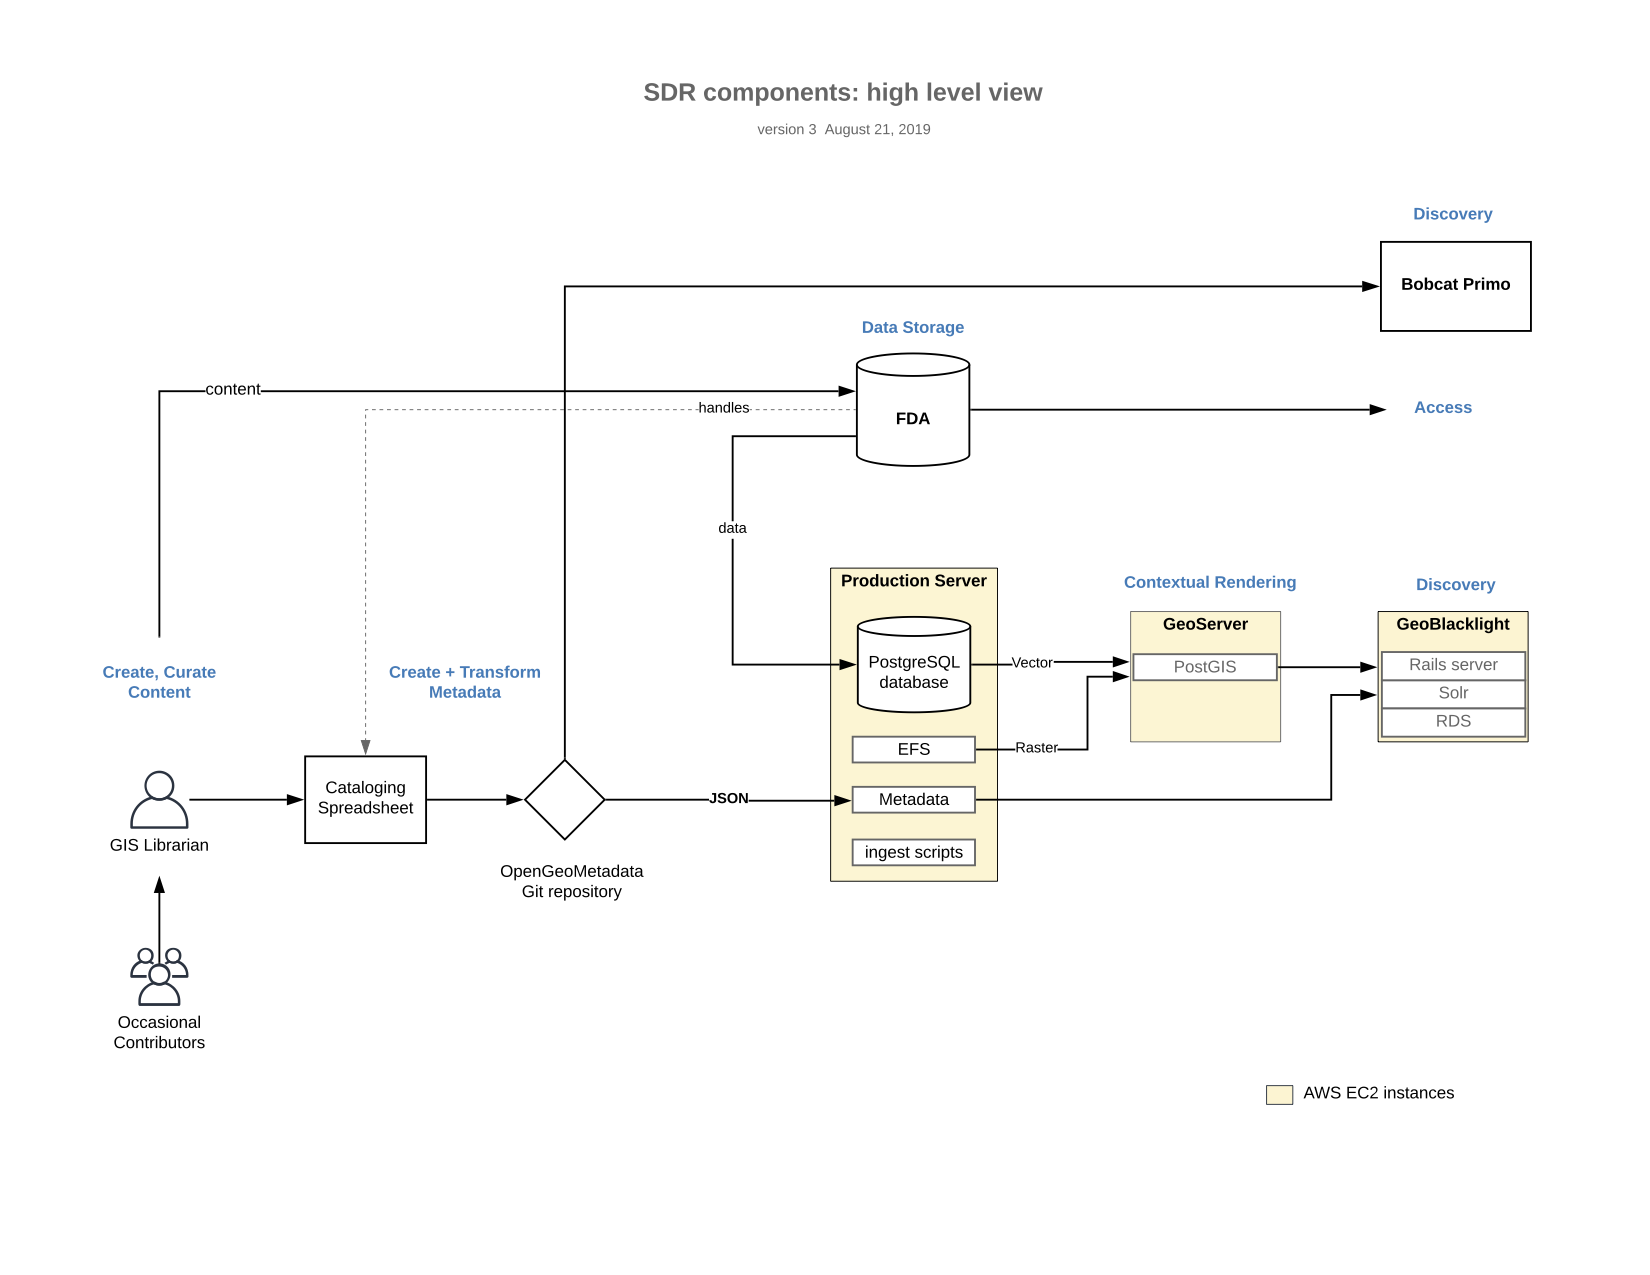 SDR components: high level view
version 3  August 21, 2019
Discovery
Bobcat Primo
Data Storage
content
handles
FDA
Access
data
Production Server
Contextual Rendering
Discovery
GeoServer
GeoBlacklight
PostgreSQL
database
Vector
PostGIS
Rails server
Solr
RDS
Create, Curate
Content
Create + Transform
Metadata
EFS
Raster
Cataloging
Spreadsheet
JSON
Metadata
GIS Librarian
ingest scripts
OpenGeoMetadata
Git repository
Occasional
Contributors
AWS EC2 instances